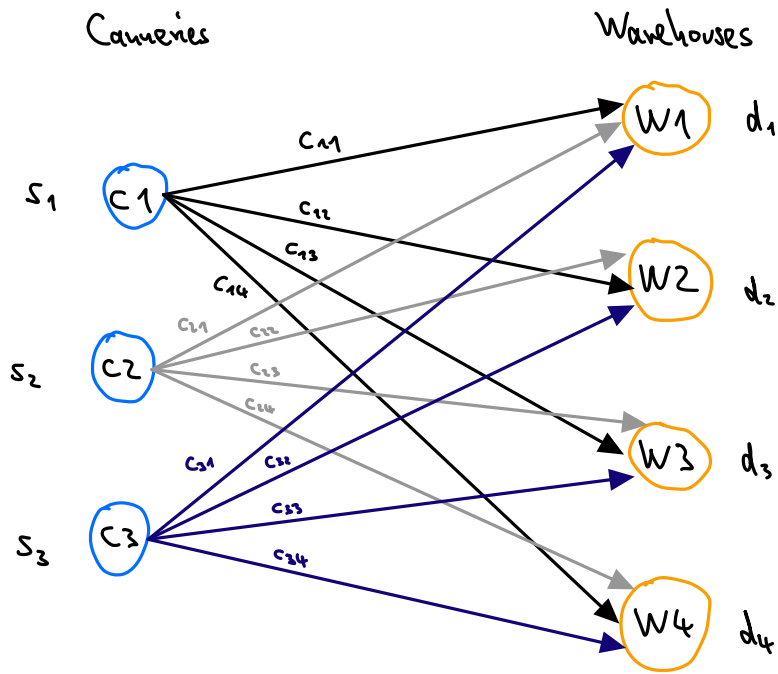 Canneries
Warehouses
W1
d1
c11
s1
C1
c12
c13
c14
W2
d2
c21
c22
s2
C2
c23
c24
W3
d3
c31
c32
c33
s3
C3
c34
W4
d4